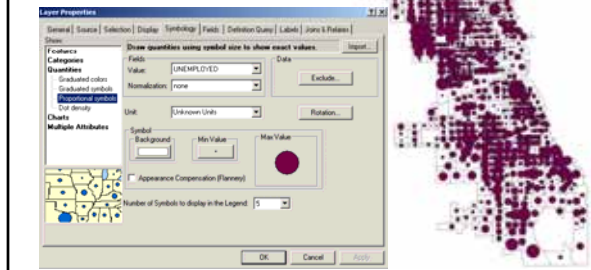 Layer Properties
General Source Selection Display Symbology Fields Definition Query Labels Joins & Relates
Show:
Features
Categories
Quantities
Graduated colors
Graduated symbols
Proportional symbols
Dot density
Charts
Multiple Attributes
Draw quantities using symbol size to show exact values.
Import...
Fields
Value: UNEMPLOYED
Normalization: none
Data
Exclude...
Unit Unknown Units
Rotation...
Symbol
Background
Min Value
Max Value
Appearance Compensation (Flannery)
Number of Symbols to display in the Legend: 5
OK Cancel Apply